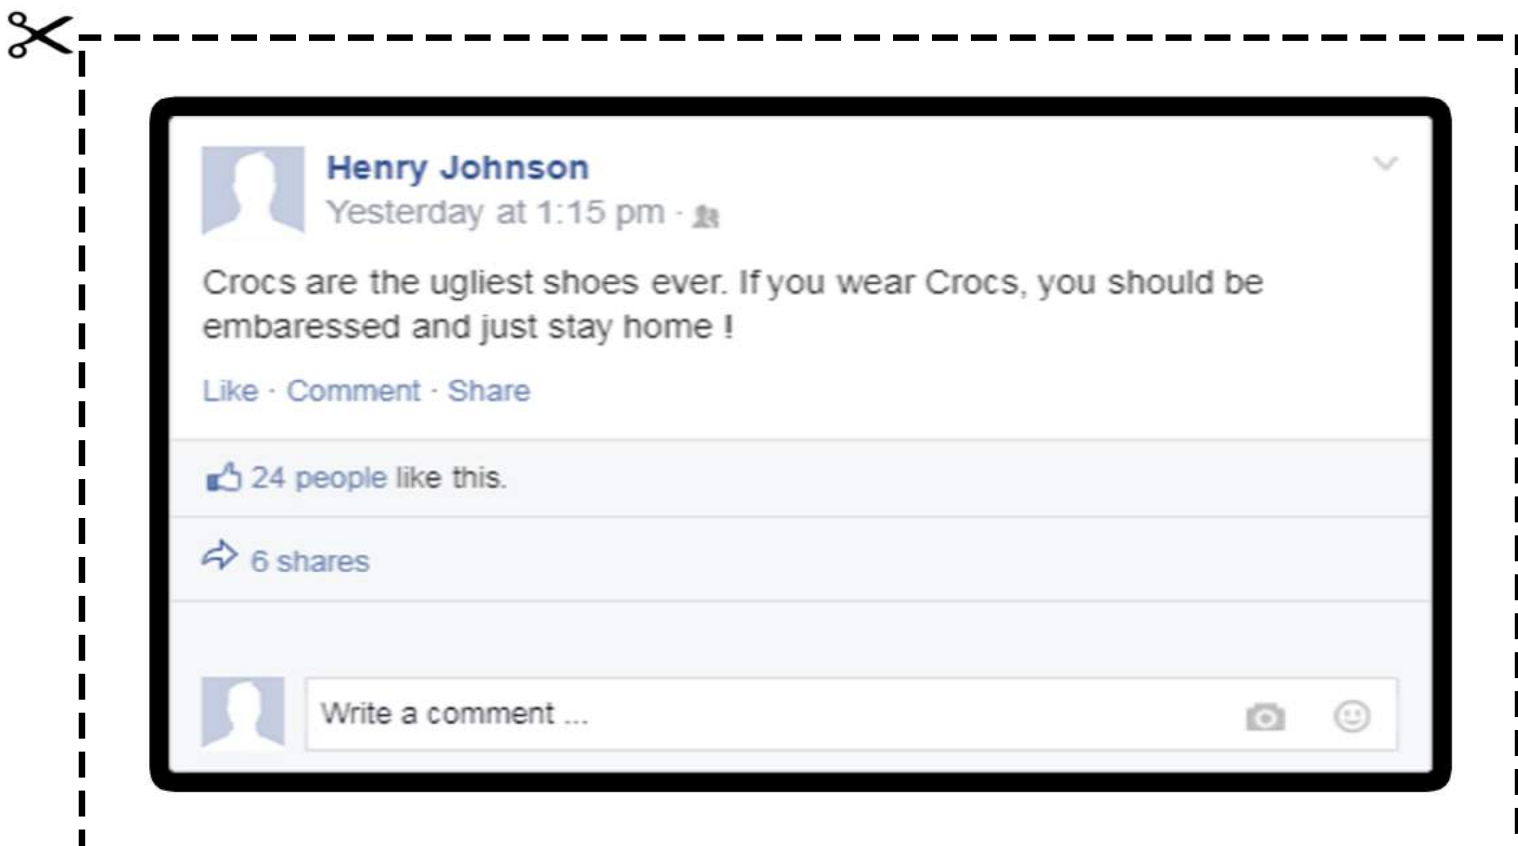 Henry Johnson
Yesterday at 1:15 pm ·
Crocs are the ugliest shoes ever. If you wear Crocs, you should be
embaressed and just stay home !
Like · Comment · Share
24 people like this.
6 shares
Write a comment ...